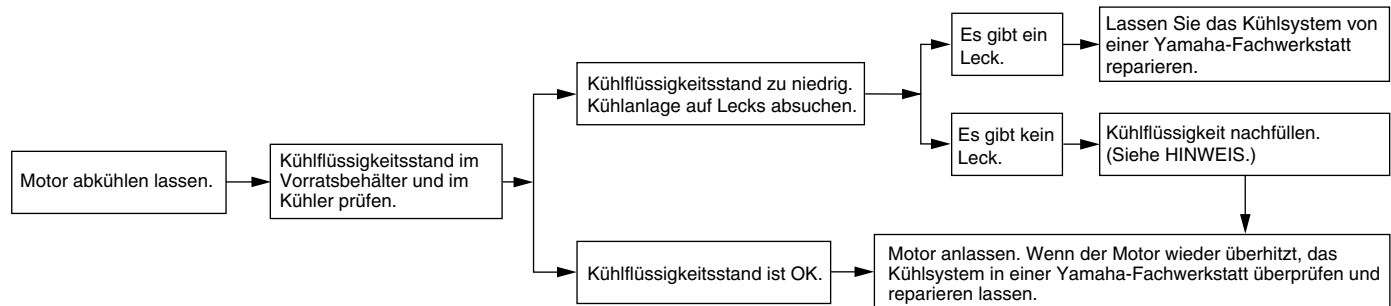 Motor abkühlen lassen.
Kühlflüssigkeitsstand im
Vorratsbehälter und im
Kühler prüfen.
Kühlflüssigkeitsstand zu niedrig.
Kühlanlage auf Lecks absuchen.
Es gibt ein
Leck.
Lassen Sie das Kühlsystem von
einer Yamaha-Fachwerkstatt
reparieren.
Es gibt kein
Leck.
Kühlflüssigkeit nachfüllen.
(Siehe HINWEIS.)
Kühlflüssigkeitsstand ist OK.
Motor anlassen. Wenn der Motor wieder überhitzt, das
Kühlsystem in einer Yamaha-Fachwerkstatt überprüfen und
reparieren lassen.